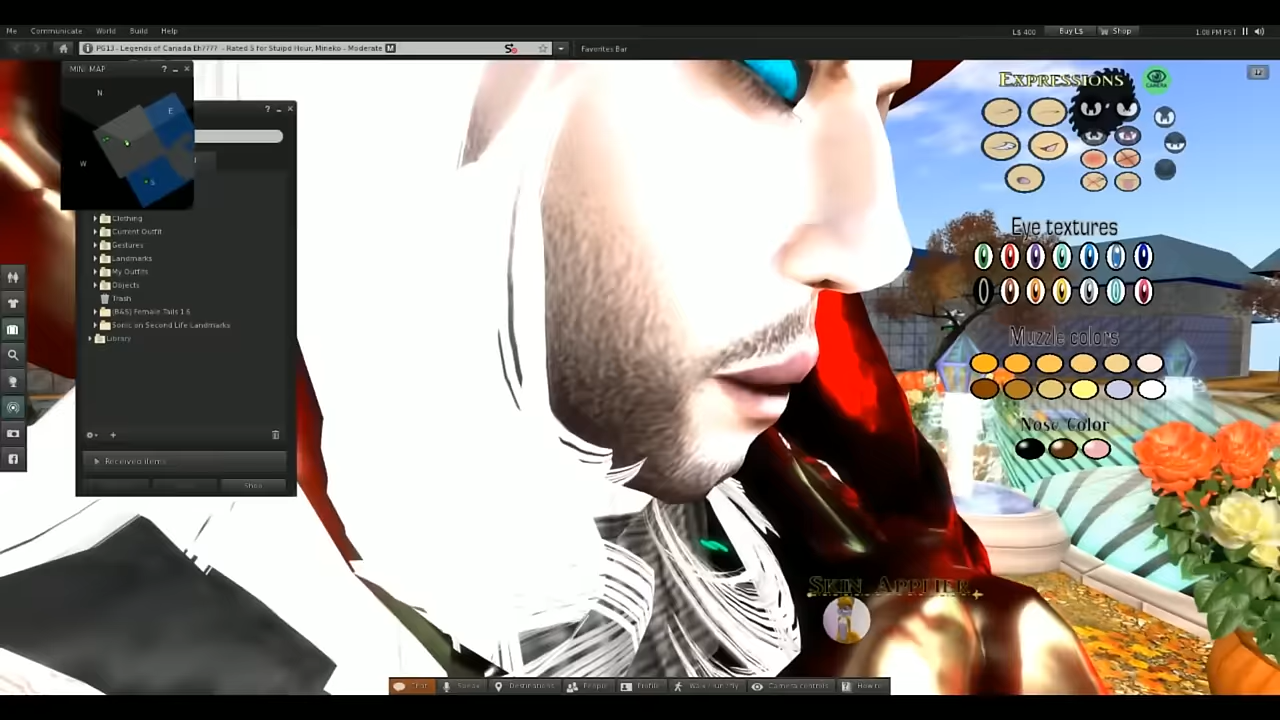 Me Communicate World Build Help
L$ 400 Buy L$ Shop 1:08 PM PST
PG13 - Legends of Canada Eh???? - Rated S for Stuipd Hour, Mineko - Moderate M
Favorites Bar
MINI MAP ? _ ×
N
E
W
S
Clothing
Current Outfit
Gestures
Landmarks
My Outfits
Objects
Trash
(B&S) Female Tails 1.6
Sonic on Second Life Landmarks
Library
Received items
Shop
EXPRESSIONS
CAMERA
Eye textures
Muzzle colors
Nose Color
SKIN APPLIER
Chat Speak Destinations People Profile Walk / run / fly Camera controls How to